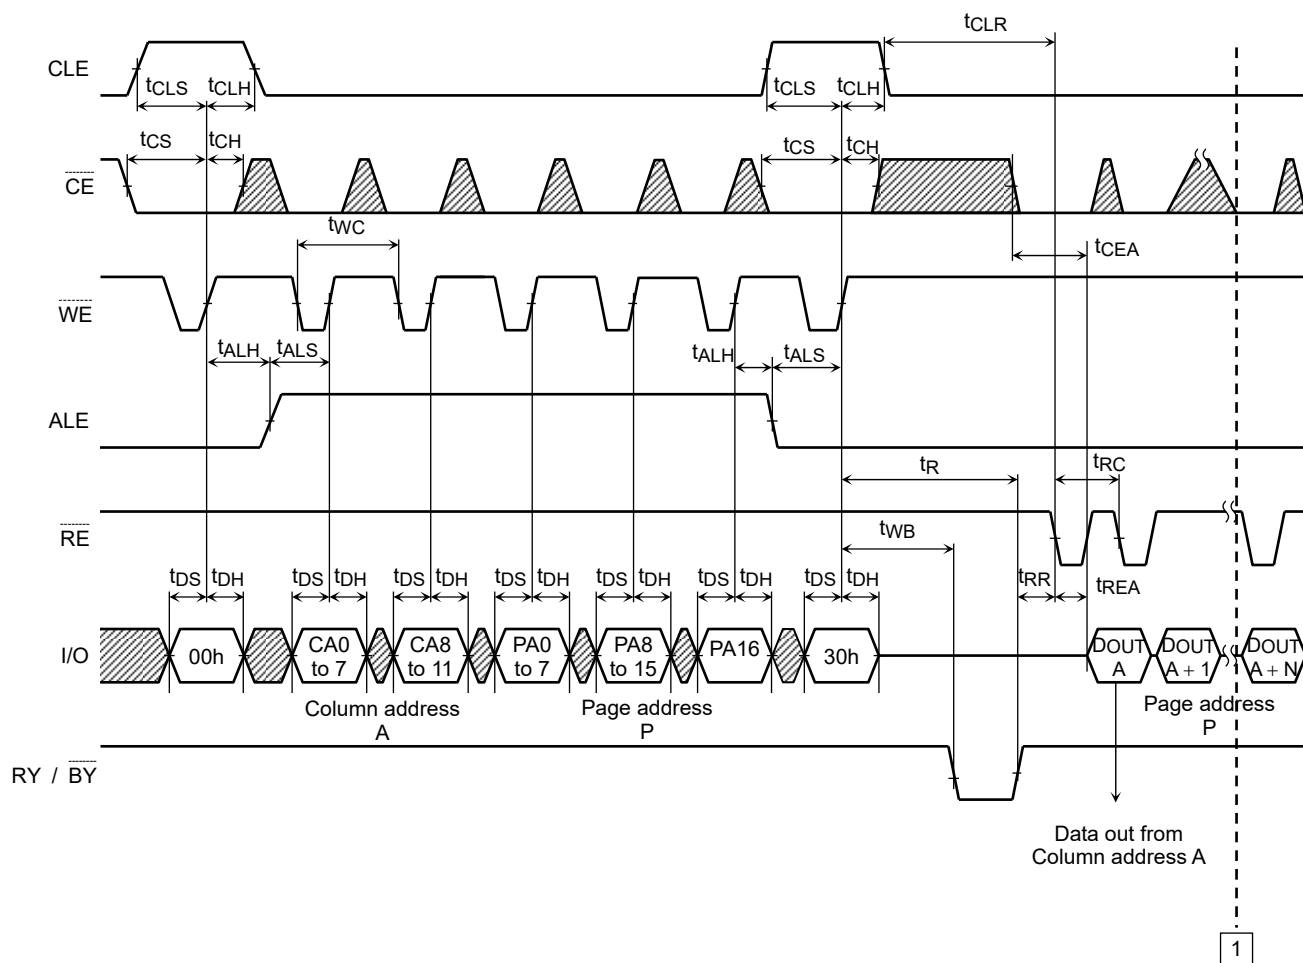 tCLR
CLE
tCLS tCLH tCLS tCLH
tCS tCH tCS tCH
CE
tWC
tCEA
WE
tALH tALS tALH tALS
ALE
tR tRC
RE
tWB
tDS tDH tDS tDH tDS tDH tDS tDH tDS tDH tDS tDH tDS tDH tRR tREA
I/O 00h CA0 to 7 CA8 to 11 PA0 to 7 PA8 to 15 PA16 30h DOUT A DOUT A + 1 DOUT A + N
Column address A
Page address P
Page address P
RY / BY
Data out from
Column address A
1